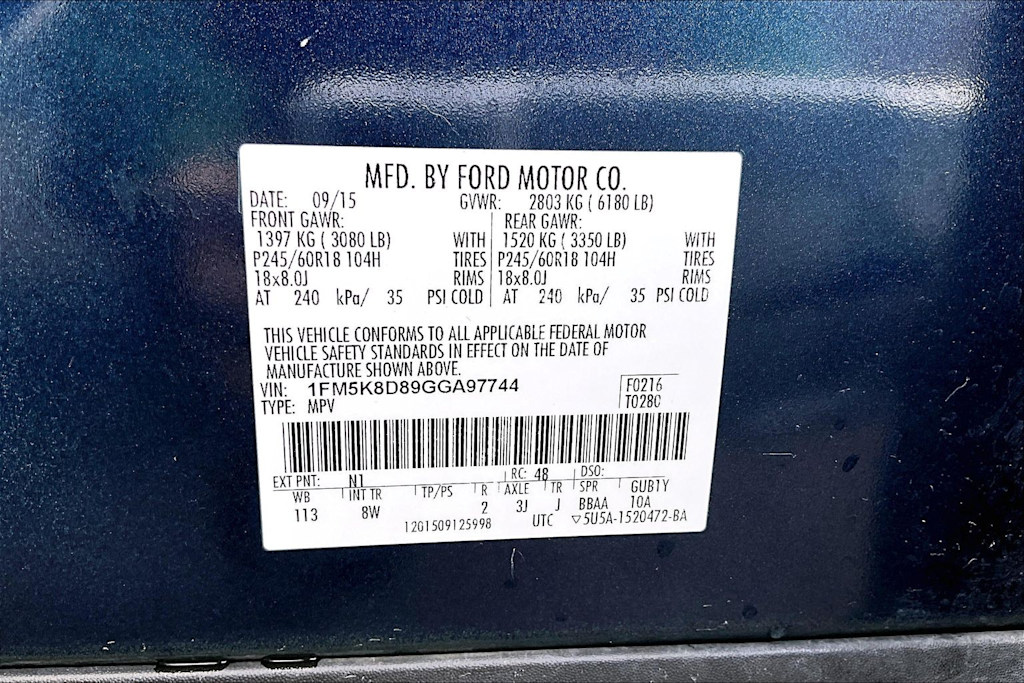 MFD. BY FORD MOTOR CO.
DATE: 09/15 GVWR: 2803 KG ( 6180 LB)
FRONT GAWR: REAR GAWR:
1397 KG ( 3080 LB) WITH 1520 KG ( 3350 LB) WITH
P245/60R18 104H TIRES P245/60R18 104H TIRES
18x8.0J RIMS 18x8.0J RIMS
AT 240 kPa/ 35 PSI COLD AT 240 kPa/ 35 PSI COLD
THIS VEHICLE CONFORMS TO ALL APPLICABLE FEDERAL MOTOR
VEHICLE SAFETY STANDARDS IN EFFECT ON THE DATE OF
MANUFACTURE SHOWN ABOVE.
VIN: 1FM5K8D89GGA97744 F0216
TYPE: MPV T0280
EXT PNT: N1 RC: 48 DSO:
WB INT TR TP/PS R AXLE TR SPR GUB1Y
113 8W 2 3J J BBAA 10A
1201509125998 UTC ▽5U5A-1520472-BA